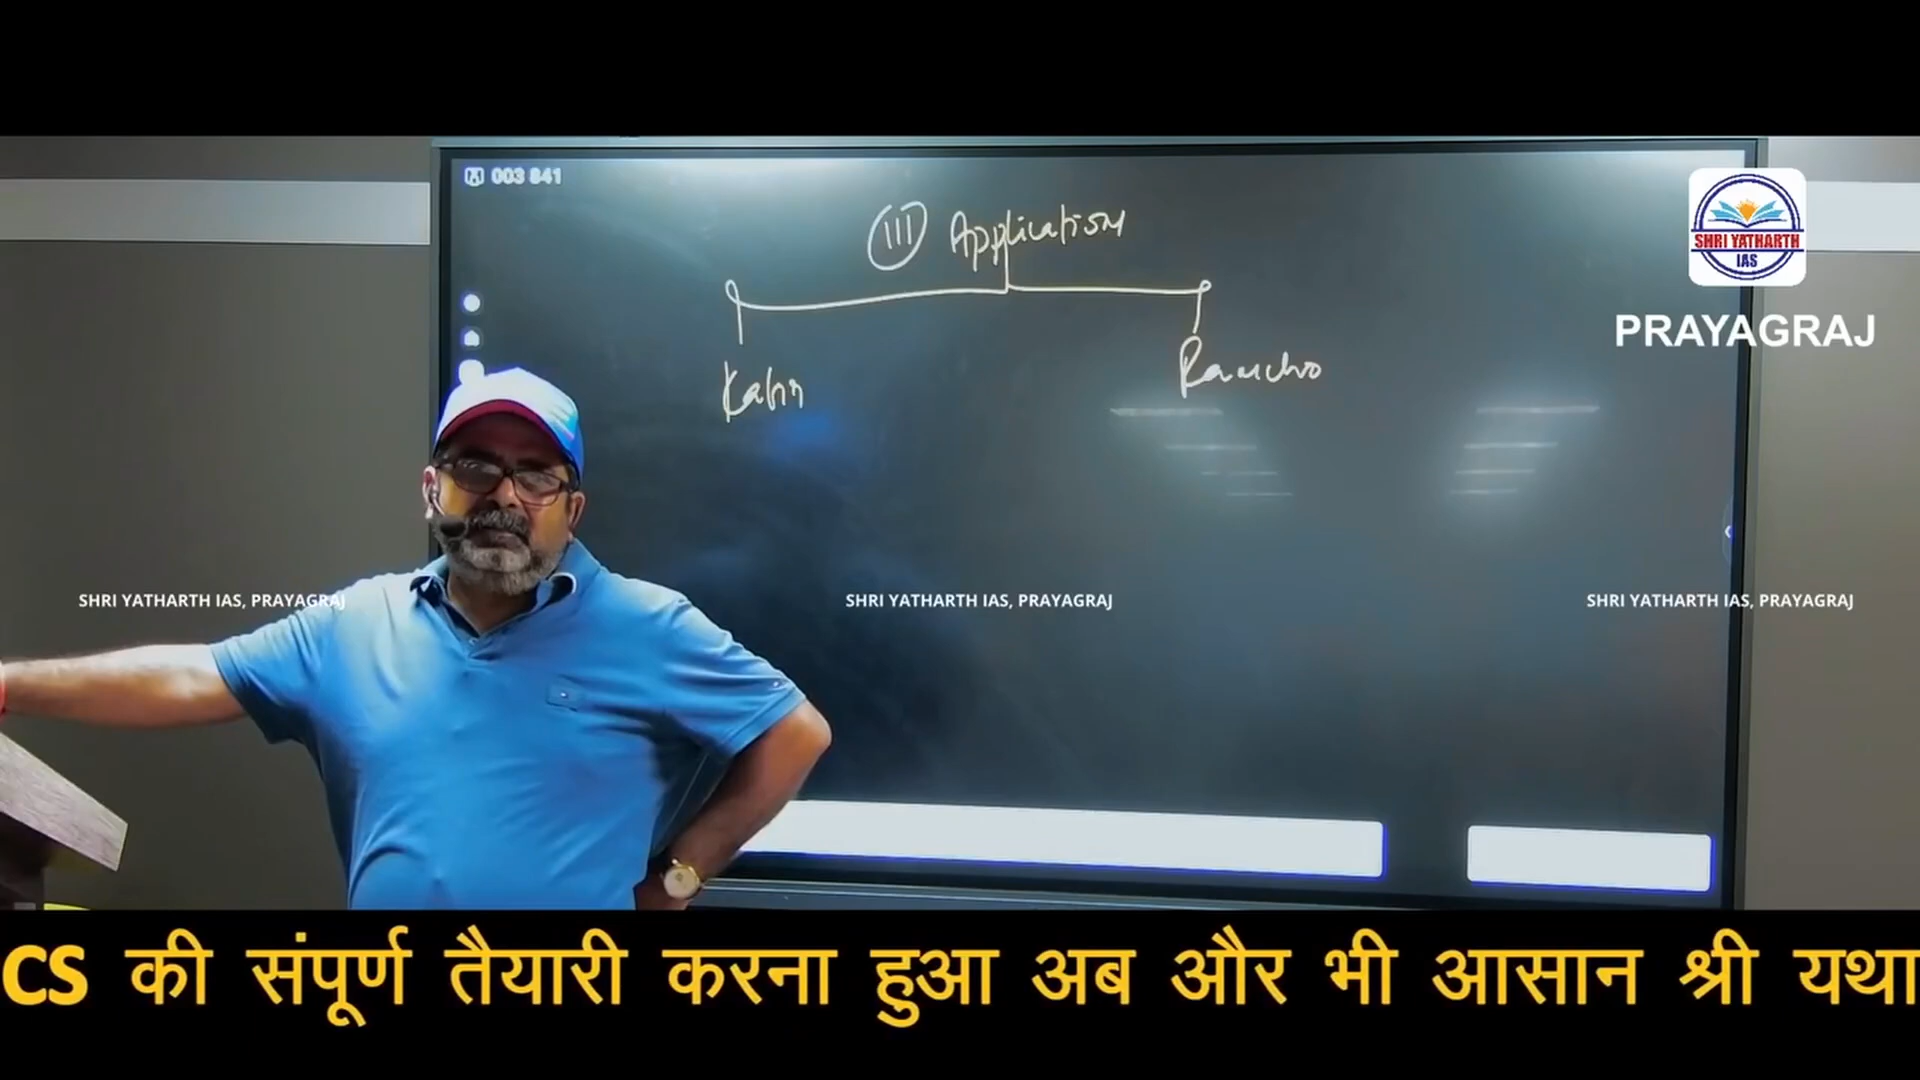 003 841
III Application
Kabir
Rancho
SHRI YATHARTH
IAS
PRAYAGRAJ
SHRI YATHARTH IAS, PRAYAGRAJ
SHRI YATHARTH IAS, PRAYAGRAJ
SHRI YATHARTH IAS, PRAYAGRAJ
CS की संपूर्ण तैयारी करना हुआ अब और भी आसान श्री यथा